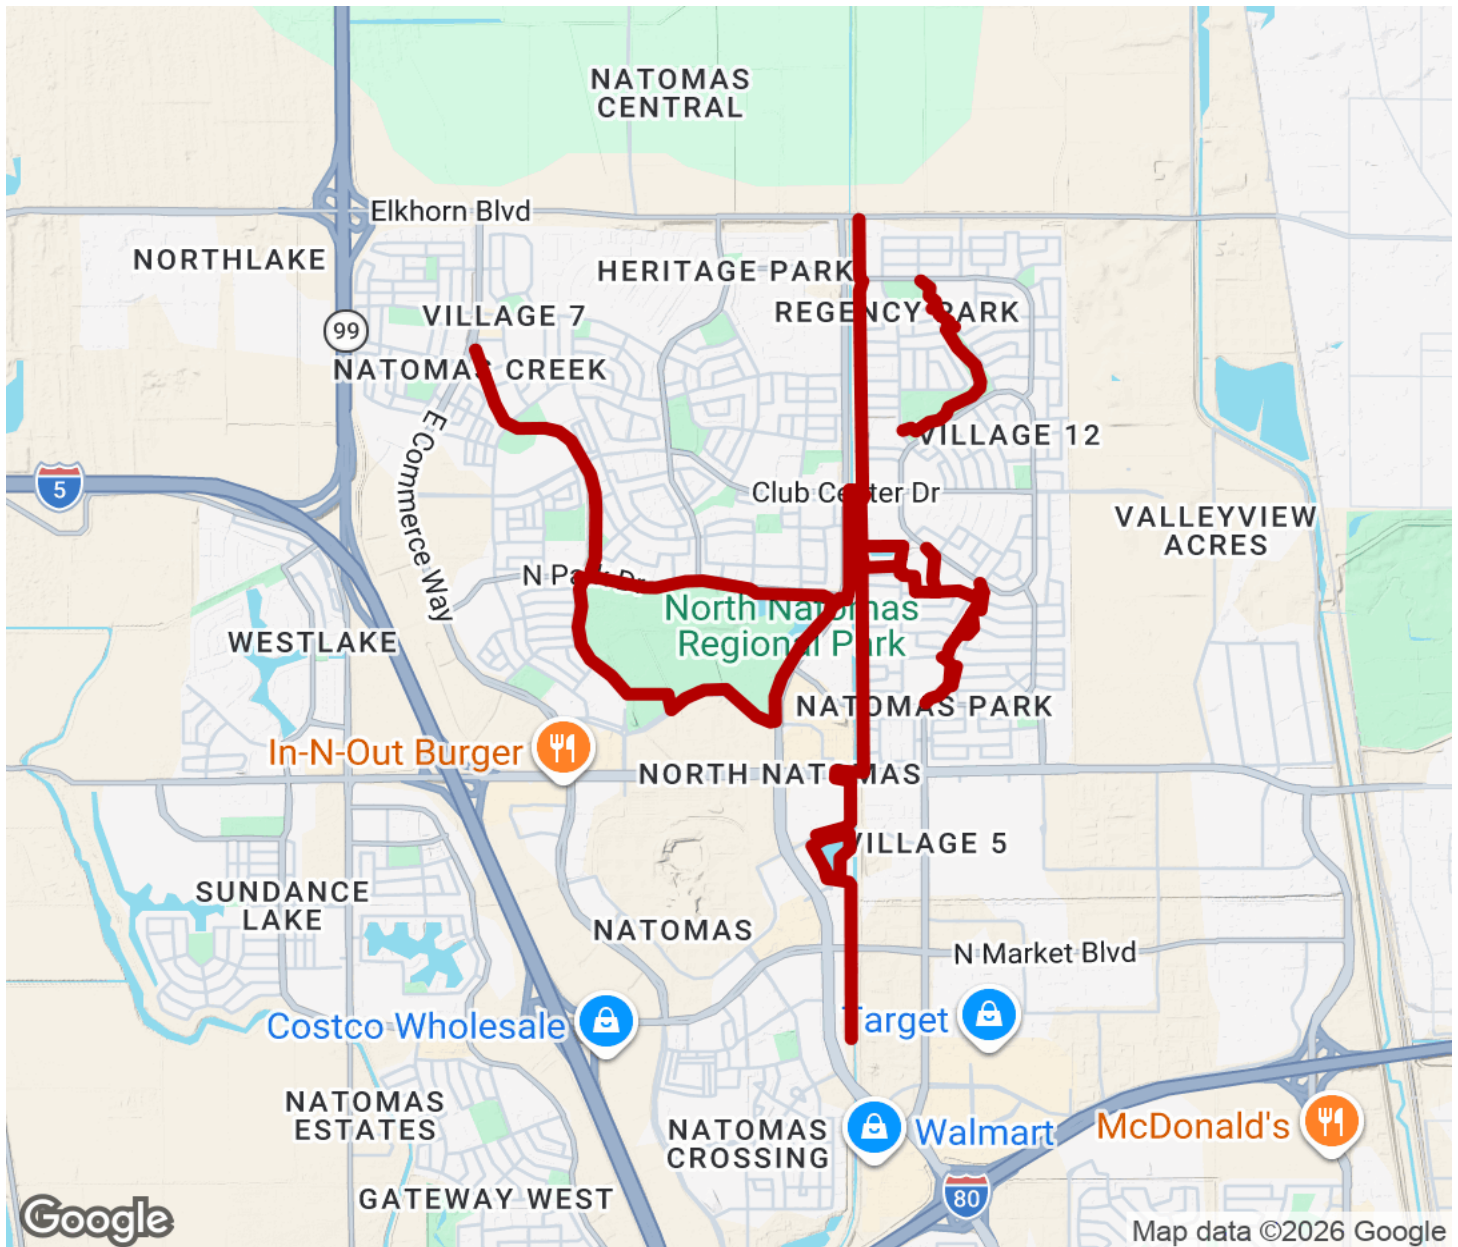 NATOMAS
CENTRAL
Elkhorn Blvd
NORTHLAKE
HERITAGE PARK
VILLAGE 7
REGENCY PARK
99
NATOMAS CREEK
E Commerce Way
VILLAGE 12
5
Club Center Dr
VALLEYVIEW
ACRES
N Park Dr
North Natomas
Regional Park
WESTLAKE
NATOMAS PARK
In-N-Out Burger
NORTH NATOMAS
VILLAGE 5
SUNDANCE
LAKE
NATOMAS
N Market Blvd
Costco Wholesale
Target
NATOMAS
ESTATES
NATOMAS
CROSSING
Walmart
McDonald's
GATEWAY WEST
80
Google
Map data ©2026 Google